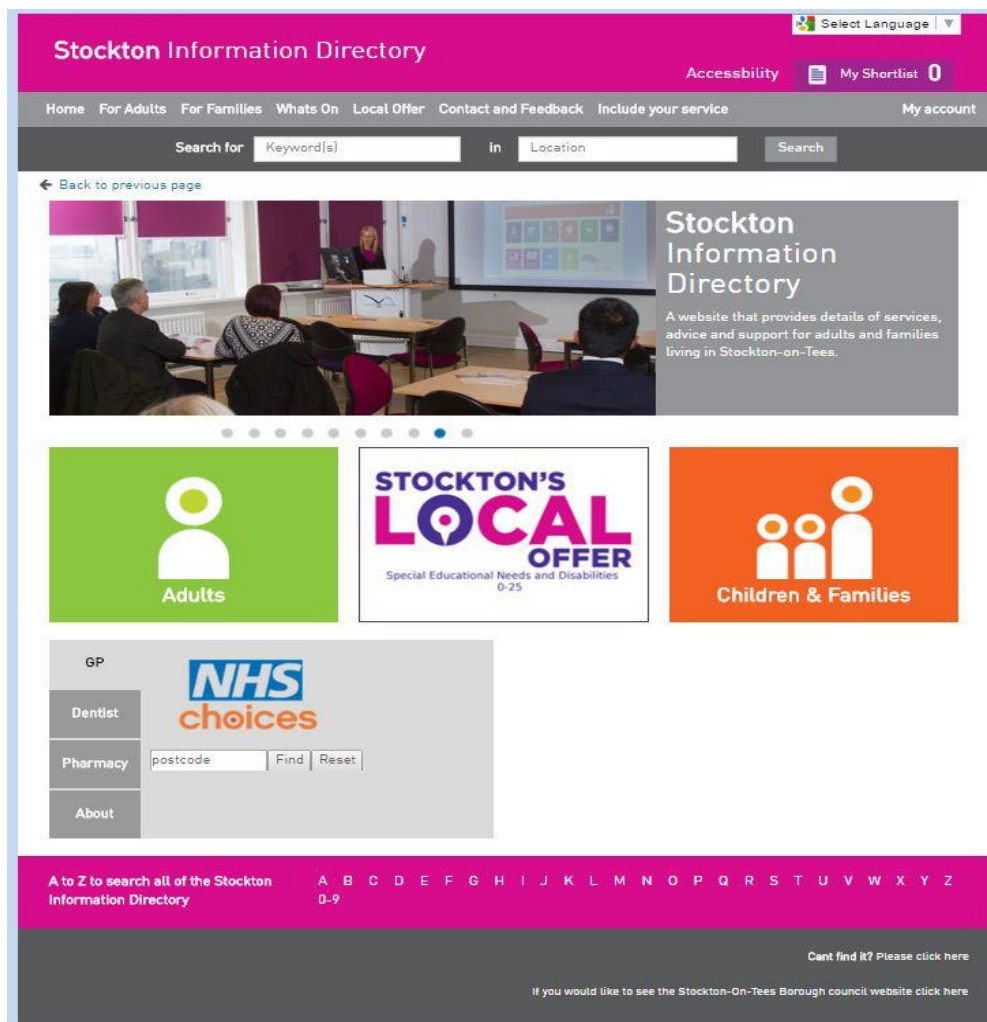 Select Language
Stockton Information Directory
Accessbility
My Shortlist 0
Home For Adults For Families Whats On Local Offer Contact and Feedback Include your service My account
Search for Keyword(s) in Location Search
Back to previous page
Stockton
Information
Directory
A website that provides details of services,
advice and support for adults and families
living in Stockton-on-Tees.
Adults
STOCKTON'S
LOCAL
OFFER
Special Educational Needs and Disabilities
0-25
Children & Families
GP
Dentist
Pharmacy
About
NHS
choices
postcode Find Reset
A to Z to search all of the Stockton
Information Directory
A B C D E F G H I J K L M N O P Q R S T U V W X Y Z
0-9
Cant find it? Please click here
If you would like to see the Stockton-On-Tees Borough council website click here